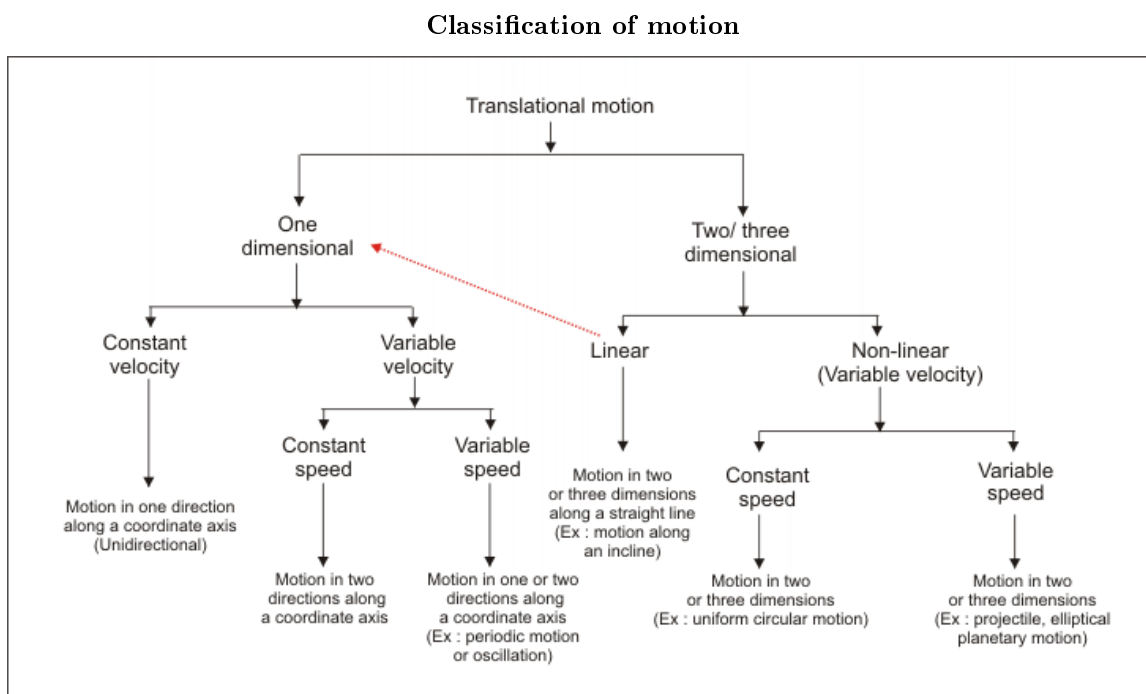 Classification of motion
Translational motion
One
dimensional
Two/ three
dimensional
Constant
velocity
Variable
velocity
Linear
Non-linear
(Variable velocity)
Constant
speed
Variable
speed
Constant
speed
Variable
speed
Motion in one direction
along a coordinate axis
(Unidirectional)
Motion in two
directions along
a coordinate axis
Motion in one or two
directions along
a coordinate axis
(Ex : periodic motion
or oscillation)
Motion in two
or three dimensions
along a straight line
(Ex : motion along
an incline)
Motion in two
or three dimensions
(Ex : uniform circular motion)
Motion in two
or three dimensions
(Ex : projectile, elliptical
planetary motion)